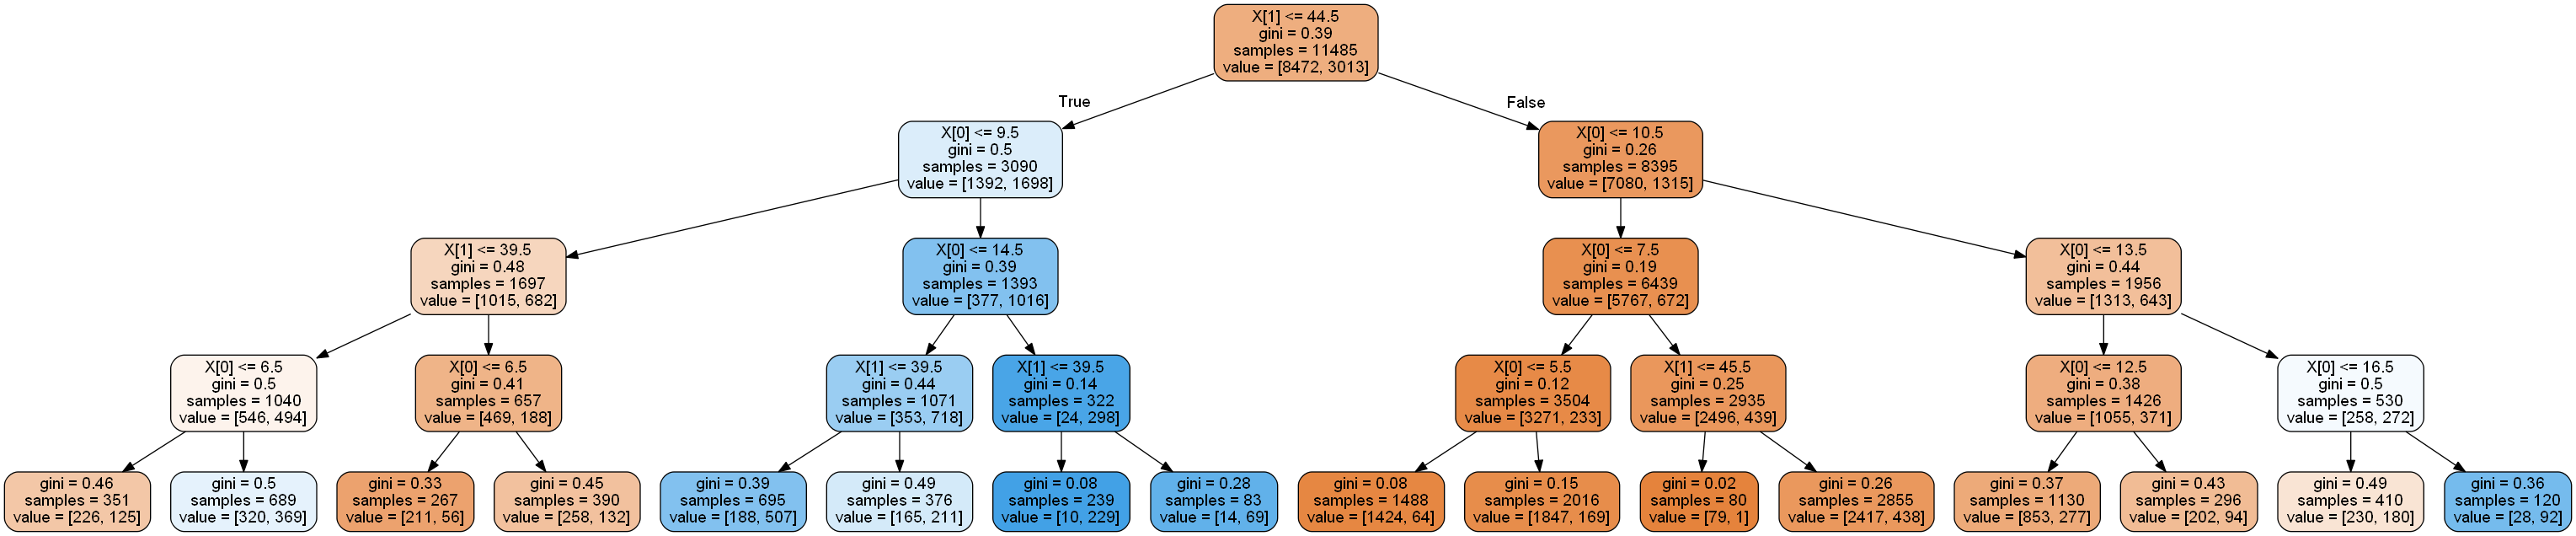 X[1] <= 44.5
gini = 0.39
samples = 11485
value = [8472, 3013]
True
False
X[0] <= 9.5
gini = 0.5
samples = 3090
value = [1392, 1698]
X[0] <= 10.5
gini = 0.26
samples = 8395
value = [7080, 1315]
X[1] <= 39.5
gini = 0.48
samples = 1697
value = [1015, 682]
X[0] <= 14.5
gini = 0.39
samples = 1393
value = [377, 1016]
X[0] <= 7.5
gini = 0.19
samples = 6439
value = [5767, 672]
X[0] <= 13.5
gini = 0.44
samples = 1956
value = [1313, 643]
X[0] <= 6.5
gini = 0.5
samples = 1040
value = [546, 494]
X[0] <= 6.5
gini = 0.41
samples = 657
value = [469, 188]
X[1] <= 39.5
gini = 0.44
samples = 1071
value = [353, 718]
X[1] <= 39.5
gini = 0.14
samples = 322
value = [24, 298]
X[0] <= 5.5
gini = 0.12
samples = 3504
value = [3271, 233]
X[1] <= 45.5
gini = 0.25
samples = 2935
value = [2496, 439]
X[0] <= 12.5
gini = 0.38
samples = 1426
value = [1055, 371]
X[0] <= 16.5
gini = 0.5
samples = 530
value = [258, 272]
gini = 0.46
samples = 351
value = [226, 125]
gini = 0.5
samples = 689
value = [320, 369]
gini = 0.33
samples = 267
value = [211, 56]
gini = 0.45
samples = 390
value = [258, 132]
gini = 0.39
samples = 695
value = [188, 507]
gini = 0.49
samples = 376
value = [165, 211]
gini = 0.08
samples = 239
value = [10, 229]
gini = 0.28
samples = 83
value = [14, 69]
gini = 0.08
samples = 1488
value = [1424, 64]
gini = 0.15
samples = 2016
value = [1847, 169]
gini = 0.02
samples = 80
value = [79, 1]
gini = 0.26
samples = 2855
value = [2417, 438]
gini = 0.37
samples = 1130
value = [853, 277]
gini = 0.43
samples = 296
value = [202, 94]
gini = 0.49
samples = 410
value = [230, 180]
gini = 0.36
samples = 120
value = [28, 92]